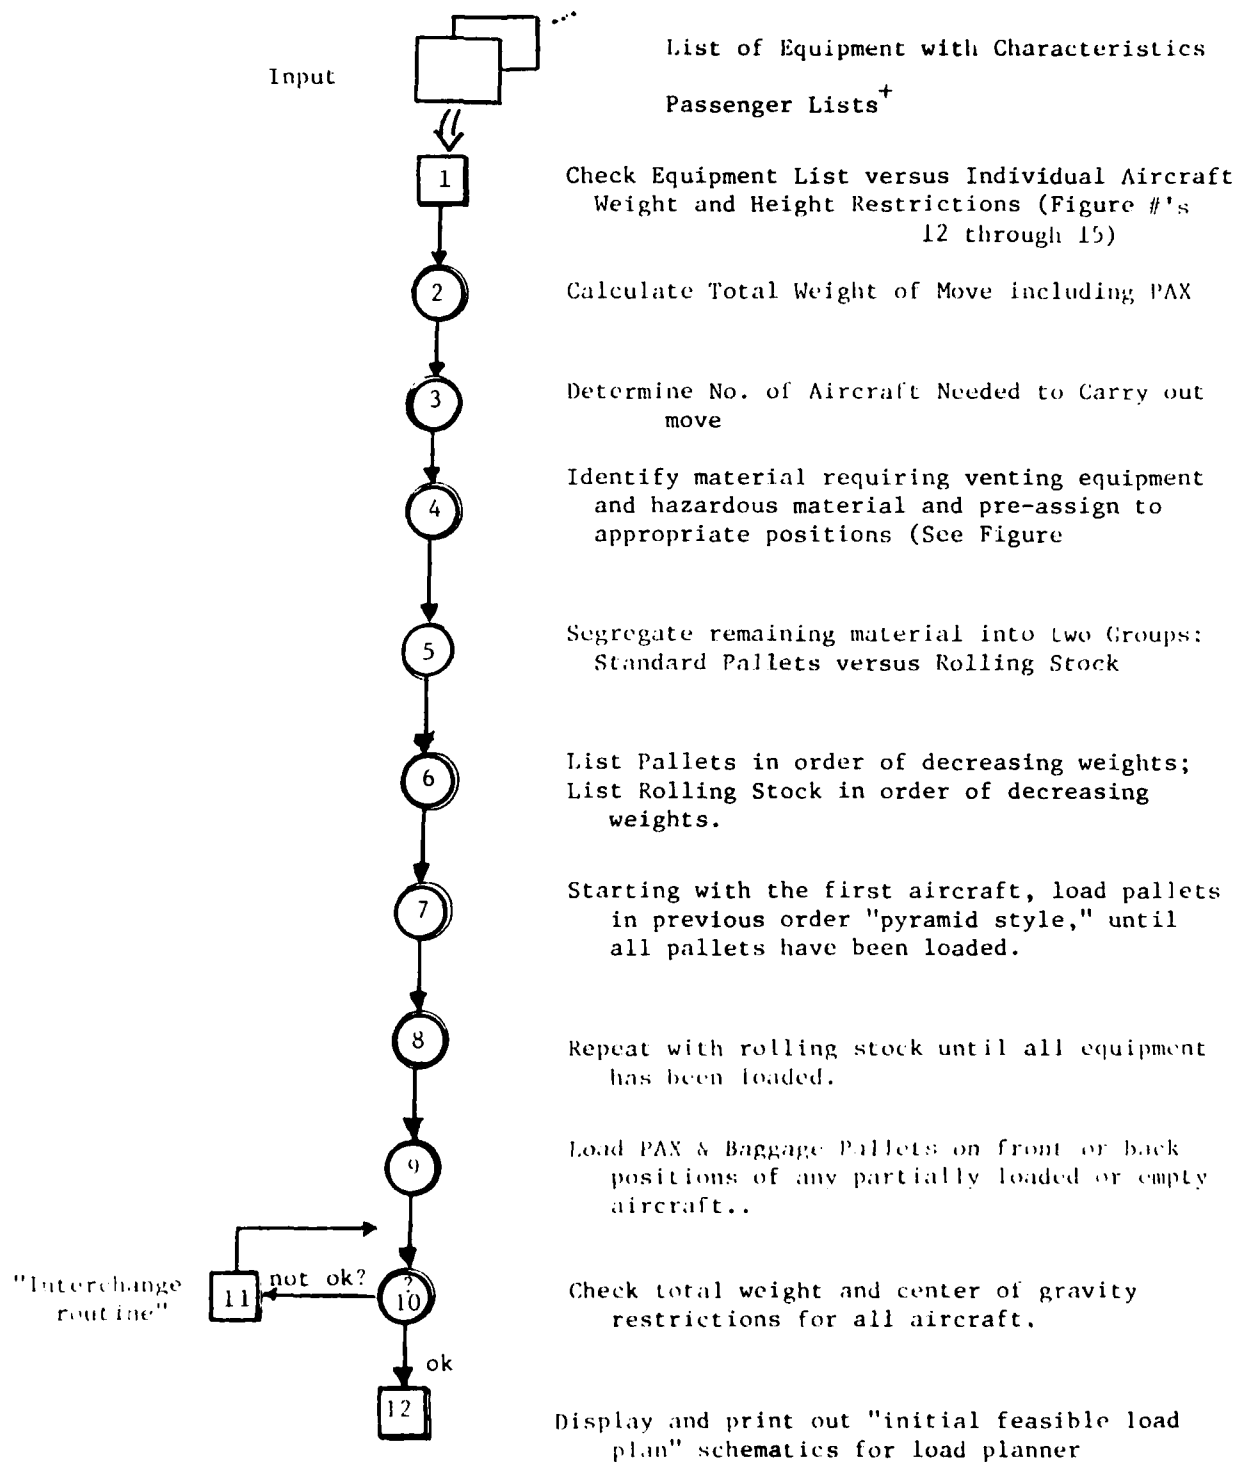 List of Equipment with Characteristics
Input
Passenger Lists+
1
Check Equipment List versus Individual Aircraft
Weight and Height Restrictions (Figure #'s
12 through 15)
2
Calculate Total Weight of Move including PAX
3
Determine No. of Aircraft Needed to Carry out
move
4
Identify material requiring venting equipment
and hazardous material and pre-assign to
appropriate positions (See Figure
5
Segregate remaining material into two Groups:
Standard Pallets versus Rolling Stock
6
List Pallets in order of decreasing weights;
List Rolling Stock in order of decreasing
weights.
7
Starting with the first aircraft, load pallets
in previous order "pyramid style," until
all pallets have been loaded.
8
Repeat with rolling stock until all equipment
has been loaded.
9
Load PAX & Baggage Pallets on front or back
positions of any partially loaded or empty
aircraft..
"Interchange
routine"
11
not ok?
?
10
Check total weight and center of gravity
restrictions for all aircraft.
ok
12
Display and print out "initial feasible load
plan" schematics for load planner